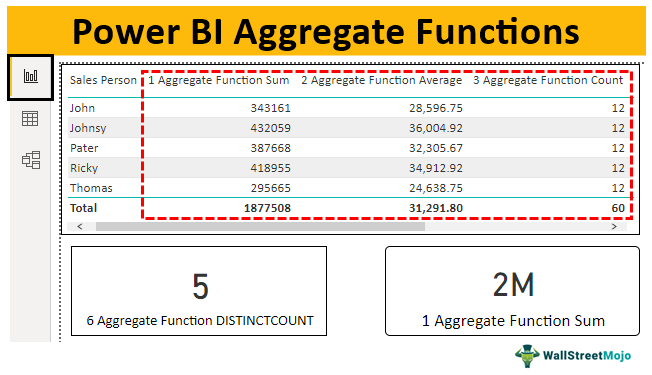 Power BI Aggregate Functions
Sales Person 1 Aggregate Function Sum 2 Aggregate Function Average 3 Aggregate Function Count
John 343161 28,596.75 12
Johnsy 432059 36,004.92 12
Pater 387668 32,305.67 12
Ricky 418955 34,912.92 12
Thomas 295665 24,638.75 12
Total 1877508 31,291.80 60
5
6 Aggregate Function DISTINCTCOUNT
2M
1 Aggregate Function Sum
WallStreetMojo